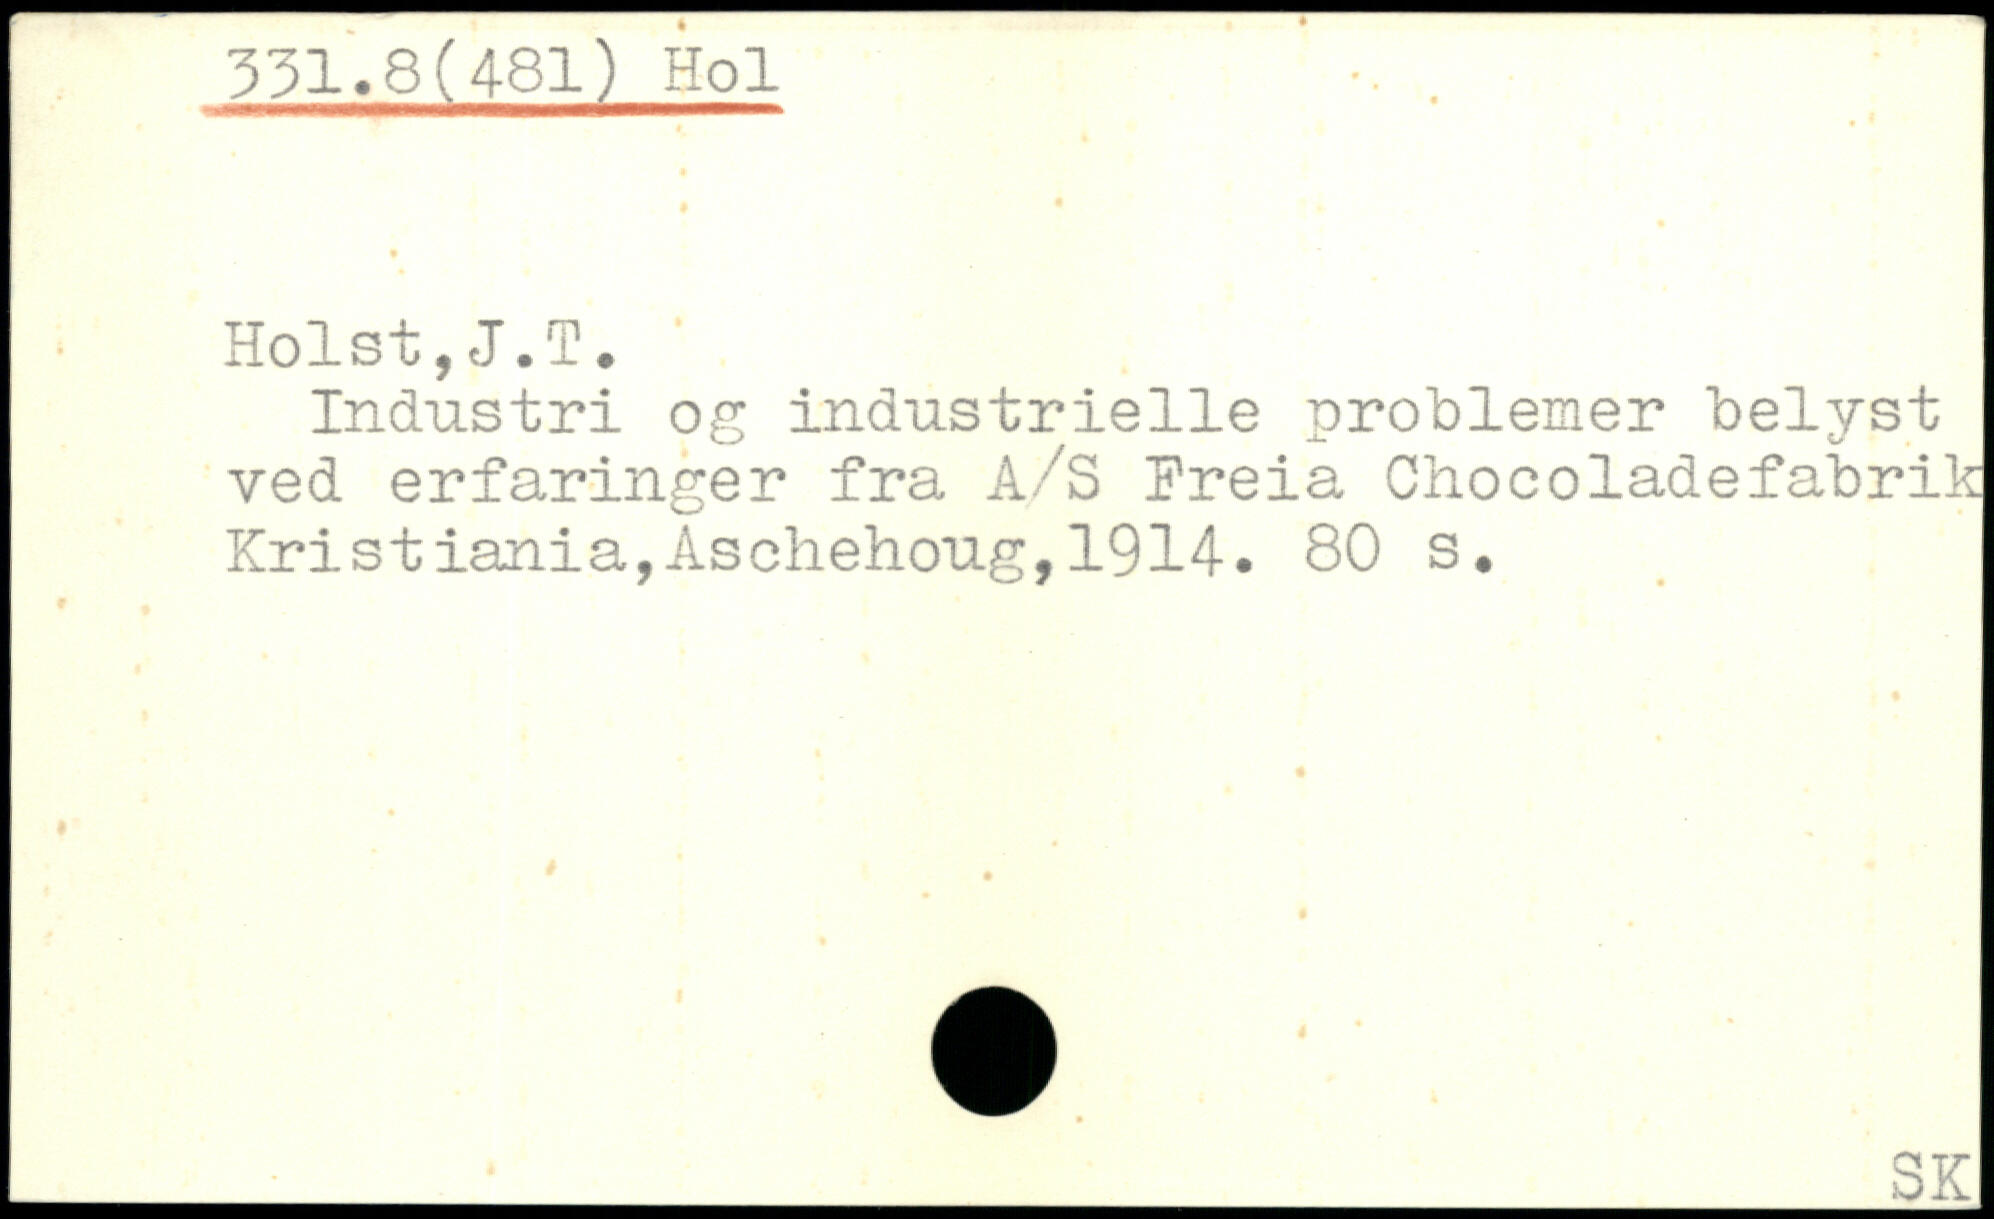 331.8(481) Hol
Holst,J.T.
Industri og industrielle problemer belyst
ved erfaringer fra A/S Freia Chocoladefabrik
Kristiania,Aschehoug,1914. 80 s.
SK